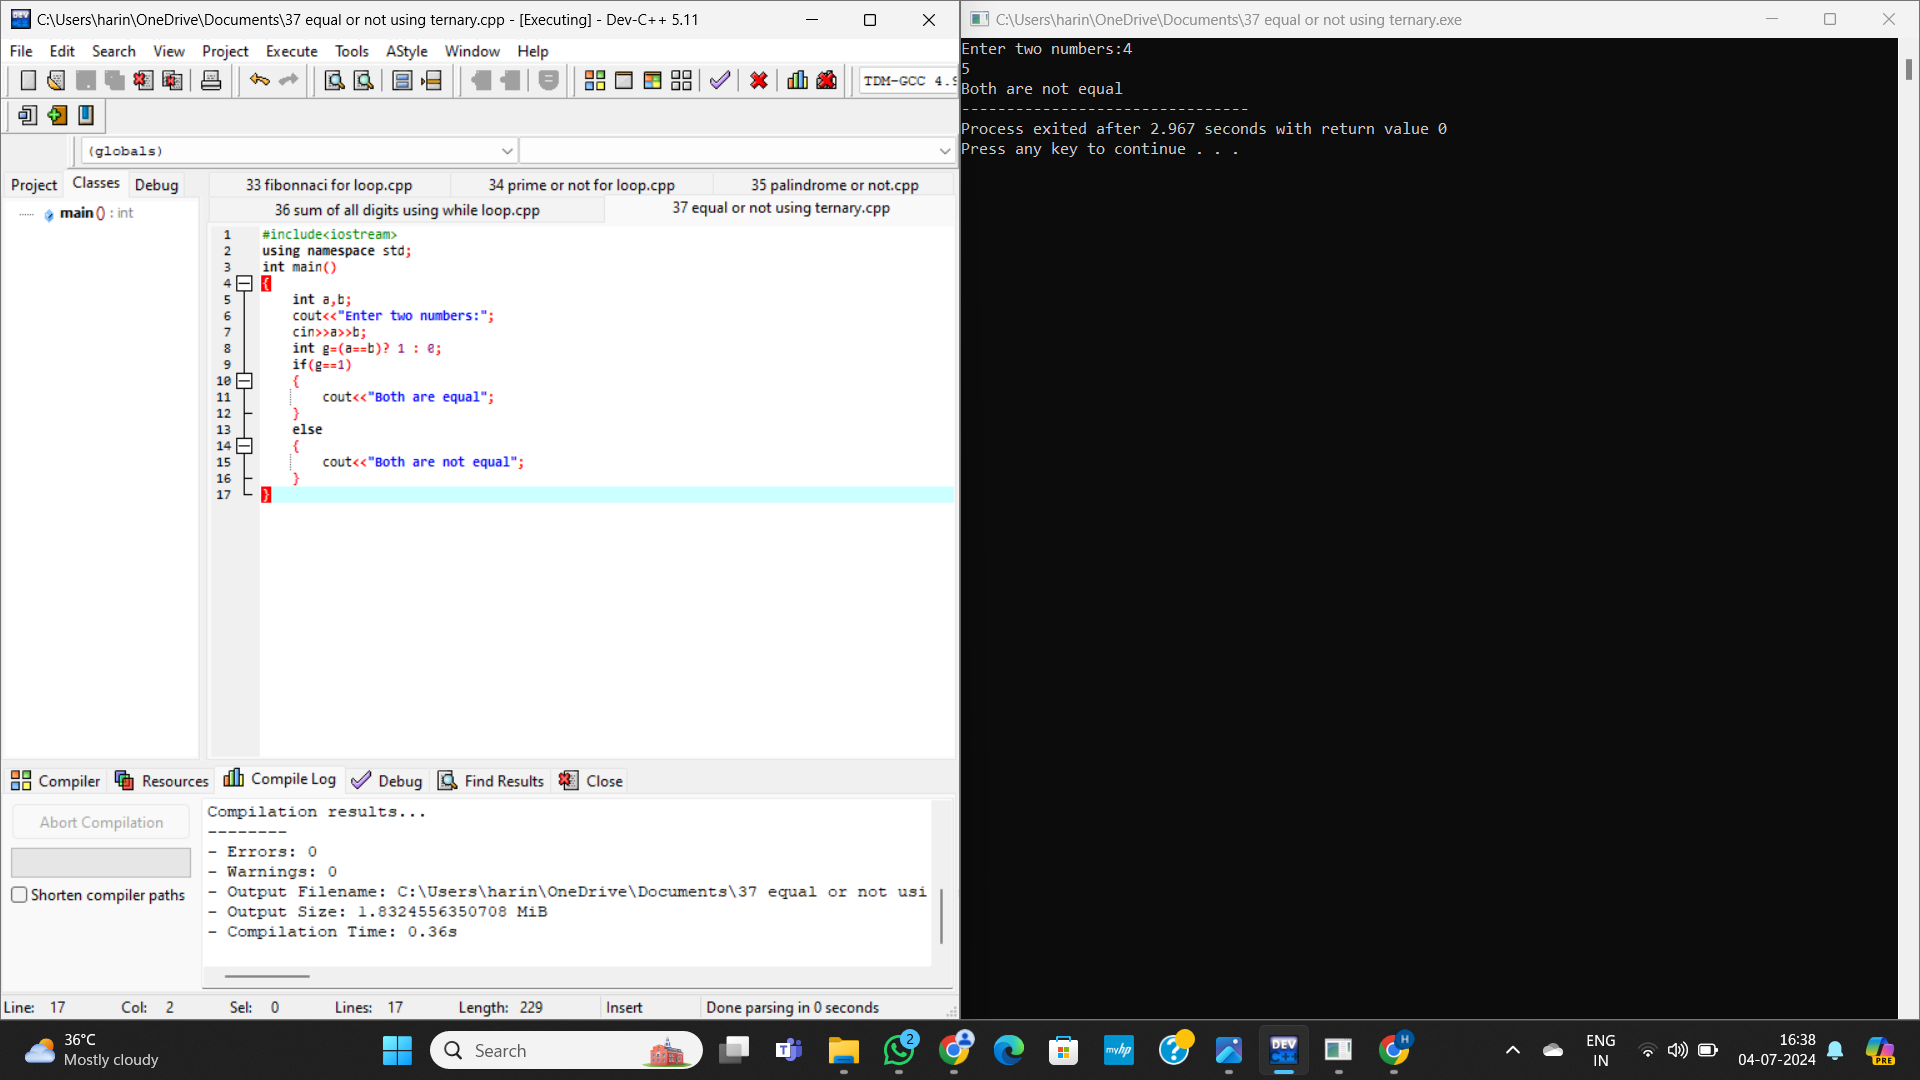 C:\Users\harin\OneDrive\Documents\37 equal or not using ternary.cpp - [Executing] - Dev-C++ 5.11
File Edit Search View Project Execute Tools AStyle Window Help
TDM-GCC 4.9
(globals)
Project Classes Debug
main () : int
33 fibonnaci for loop.cpp 34 prime or not for loop.cpp 35 palindrome or not.cpp
36 sum of all digits using while loop.cpp 37 equal or not using ternary.cpp
1 #include<iostream>
2 using namespace std;
3 int main()
4 {
5 int a,b;
6 cout<<"Enter two numbers:";
7 cin>>a>>b;
8 int g=(a==b)? 1 : 0;
9 if(g==1)
10 {
11 cout<<"Both are equal";
12 }
13 else
14 {
15 cout<<"Both are not equal";
16 }
17 }
Compiler Resources Compile Log Debug Find Results Close
Abort Compilation
Shorten compiler paths
Compilation results...
--------
- Errors: 0
- Warnings: 0
- Output Filename: C:\Users\harin\OneDrive\Documents\37 equal or not usi
- Output Size: 1.8324556350708 MiB
- Compilation Time: 0.36s
Line: 17 Col: 2 Sel: 0 Lines: 17 Length: 229 Insert Done parsing in 0 seconds
C:\Users\harin\OneDrive\Documents\37 equal or not using ternary.exe
Enter two numbers:4
5
Both are not equal
--------------------------------
Process exited after 2.967 seconds with return value 0
Press any key to continue . . .
36°C
Mostly cloudy
Search
2
myhp
DEV
C++
H
ENG
IN
16:38
04-07-2024
PRE